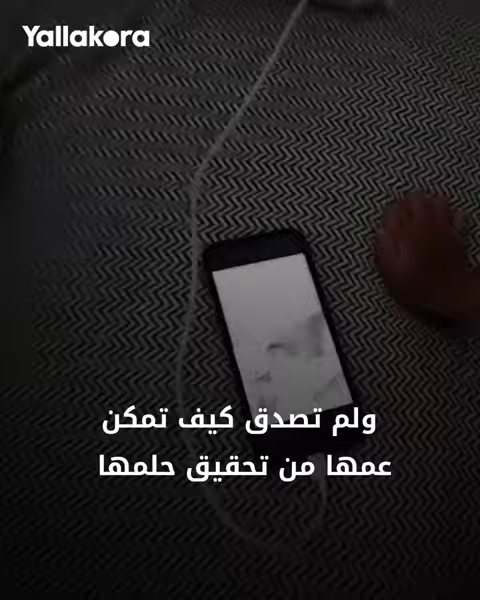 Yallakora
ولم تصدق كيف تمكن
عمها من تحقيق حلمها